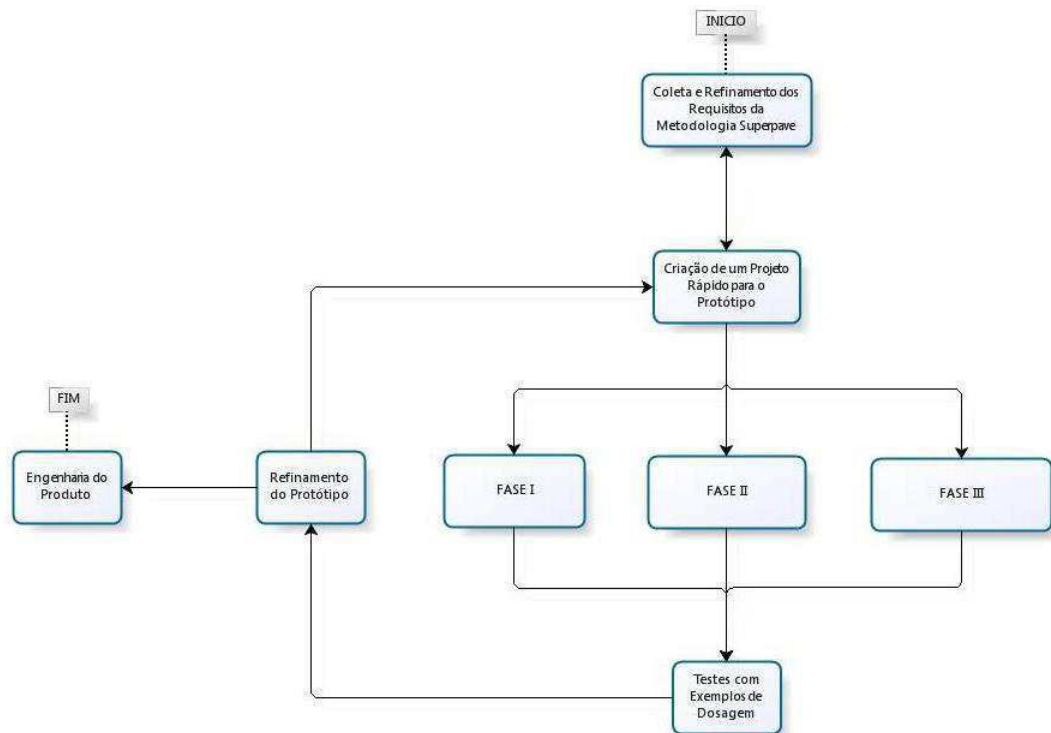 INICIO
Coleta e Refinamento dos
Requisitos da
Metodologia Superpave
Criação de um Projeto
Rápido para o
Protótipo
FIM
Engenharia do
Produto
Refinamento
do Protótipo
FASE I
FASE II
FASE III
Testes com
Exemplos de
Dosagem